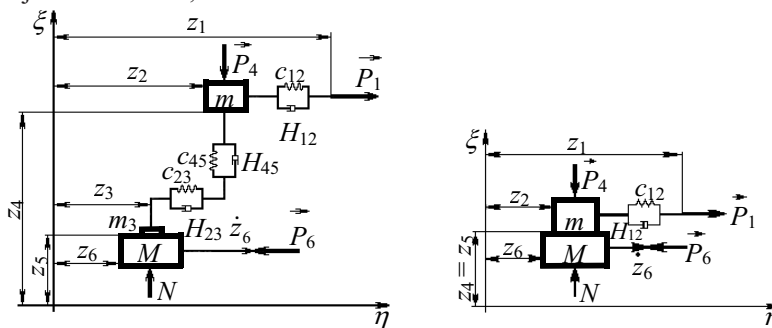 ξ
z₁
z₂
P₄
c₁₂
P₁
m
H₁₂
z₄
c₄₅
H₄₅
c₂₃
z₃
m₃
H₂₃
ż₆
P₆
M
z₅
z₆
N
η
ξ
z₁
z₂
P₄
c₁₂
P₁
m
H₁₂
z₄ = z₅
z₆
M
ż₆
P₆
N